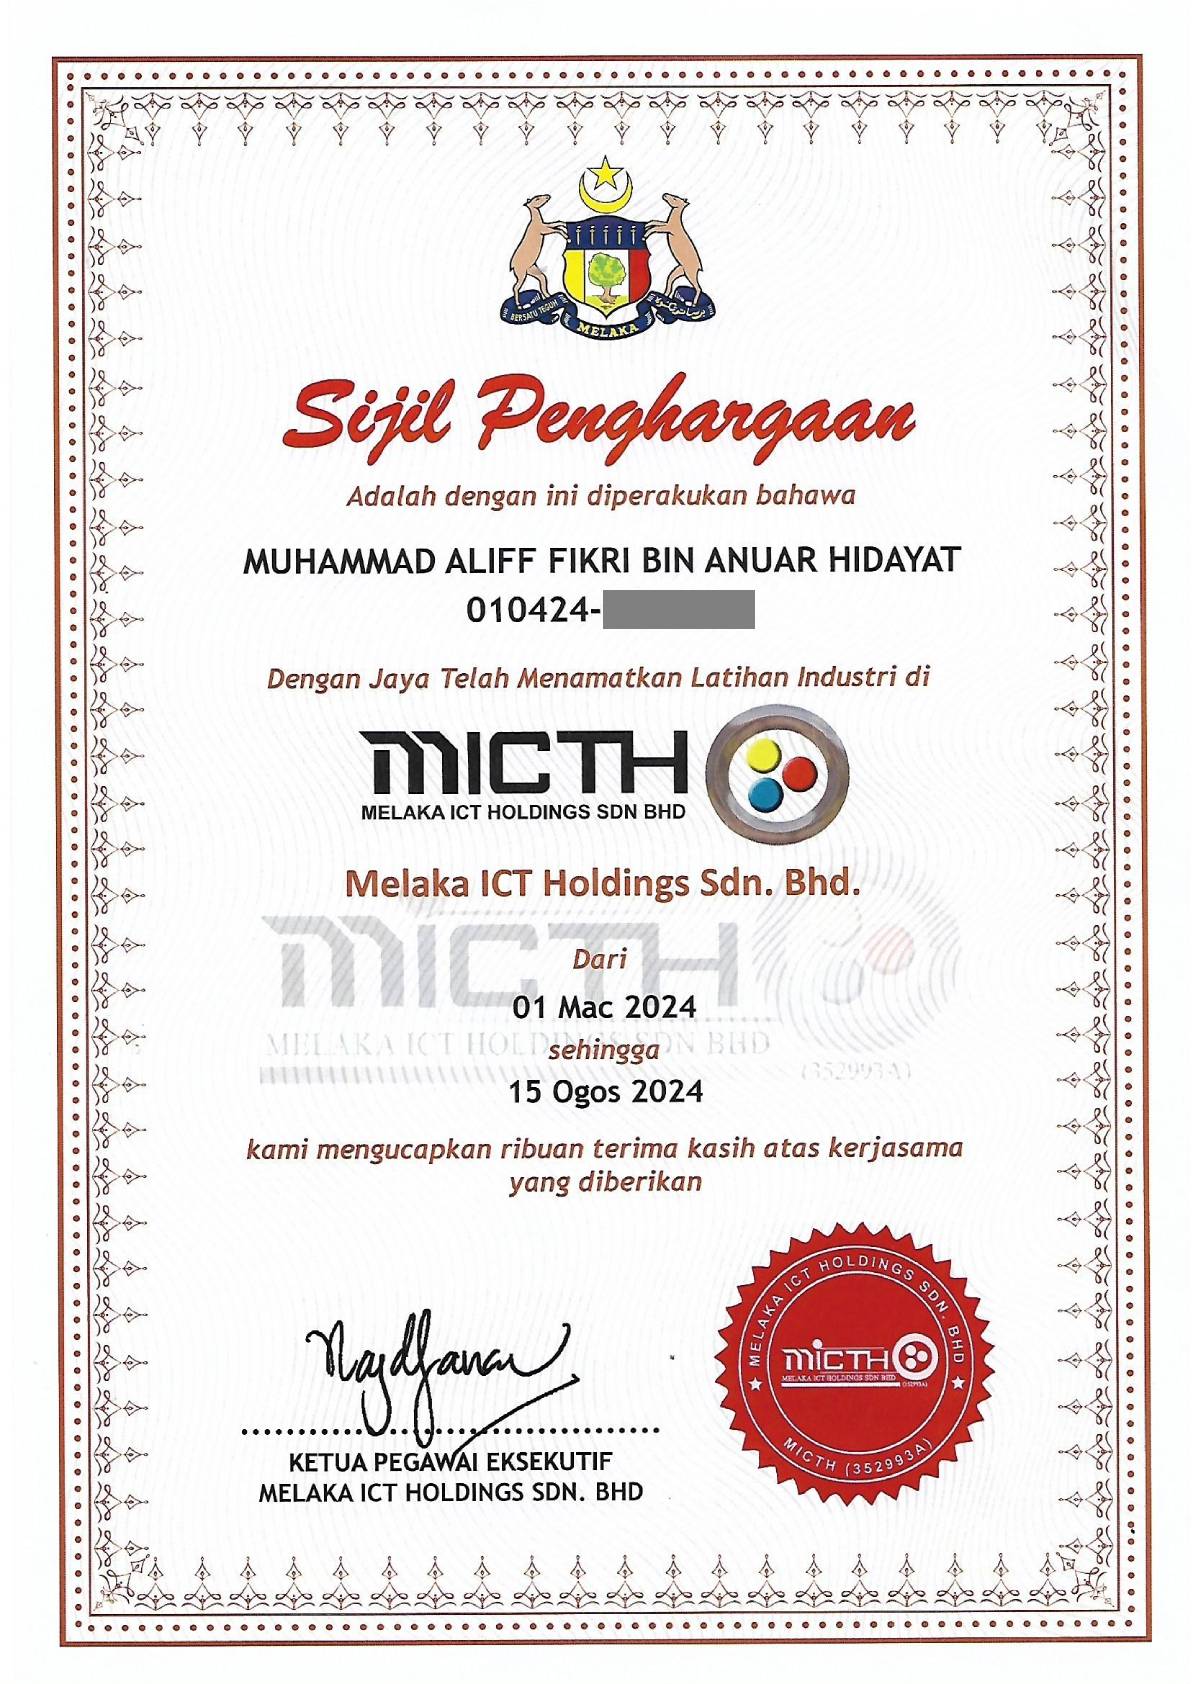 BERSATU TEGUH
برساتو تݢوه
MELAKA
Sijil Penghargaan
Adalah dengan ini diperakukan bahawa
MUHAMMAD ALIFF FIKRI BIN ANUAR HIDAYAT
010424-
Dengan Jaya Telah Menamatkan Latihan Industri di
MICTH
MELAKA ICT HOLDINGS SDN BHD
Melaka ICT Holdings Sdn. Bhd.
MICTH
Dari
01 Mac 2024
MELAKA ICT HOLDINGS SDN BHD
sehingga
(352993A)
15 Ogos 2024
kami mengucapkan ribuan terima kasih atas kerjasama
yang diberikan
KETUA PEGAWAI EKSEKUTIF
MELAKA ICT HOLDINGS SDN. BHD
MELAKA ICT HOLDINGS SDN. BHD
MICTH
MELAKA ICT HOLDINGS SDN BHD
(352993A)
MICTH (352993A)